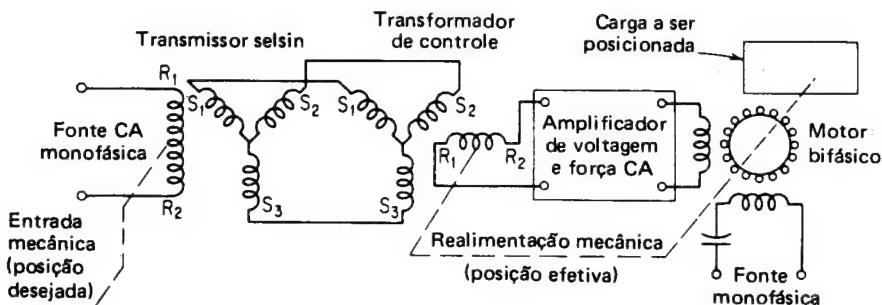 Transmissor selsin
Transformador
de controle
Carga a ser
posicionada
R1
S1
S2
S1
S2
Fonte CA
monofásica
R1
R2
Amplificador
de voltagem
e força CA
Motor
bifásico
R2
S3
S3
Entrada
mecânica
(posição
desejada)
Realimentação mecânica
(posição efetiva)
Fonte
monofásica